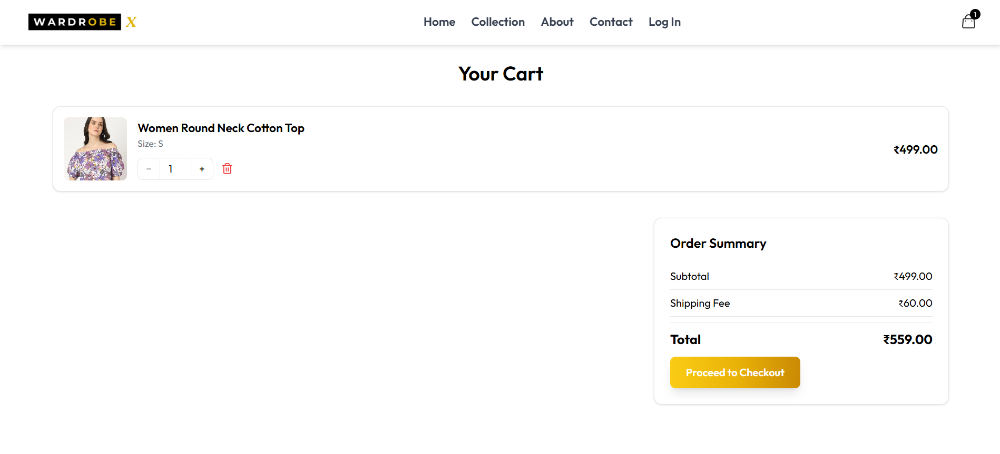 WARDROBE X
Home Collection About Contact Log In
1
Your Cart
Women Round Neck Cotton Top
Size: S
₹499.00
− 1 +
Order Summary
Subtotal ₹499.00
Shipping Fee ₹60.00
Total ₹559.00
Proceed to Checkout